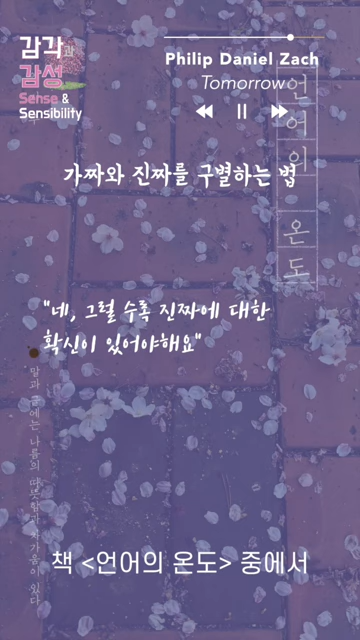 감각과
감성
Sense &
Sensibility
Philip Daniel Zach
Tomorrow
언어의 온도
가짜와 진짜를 구별하는 법
"네, 그럴 수록 진짜에 대한
확신이 있어야해요"
말과 글에는 나름의 따뜻함과 차가움이 있다
책 <언어의 온도> 중에서